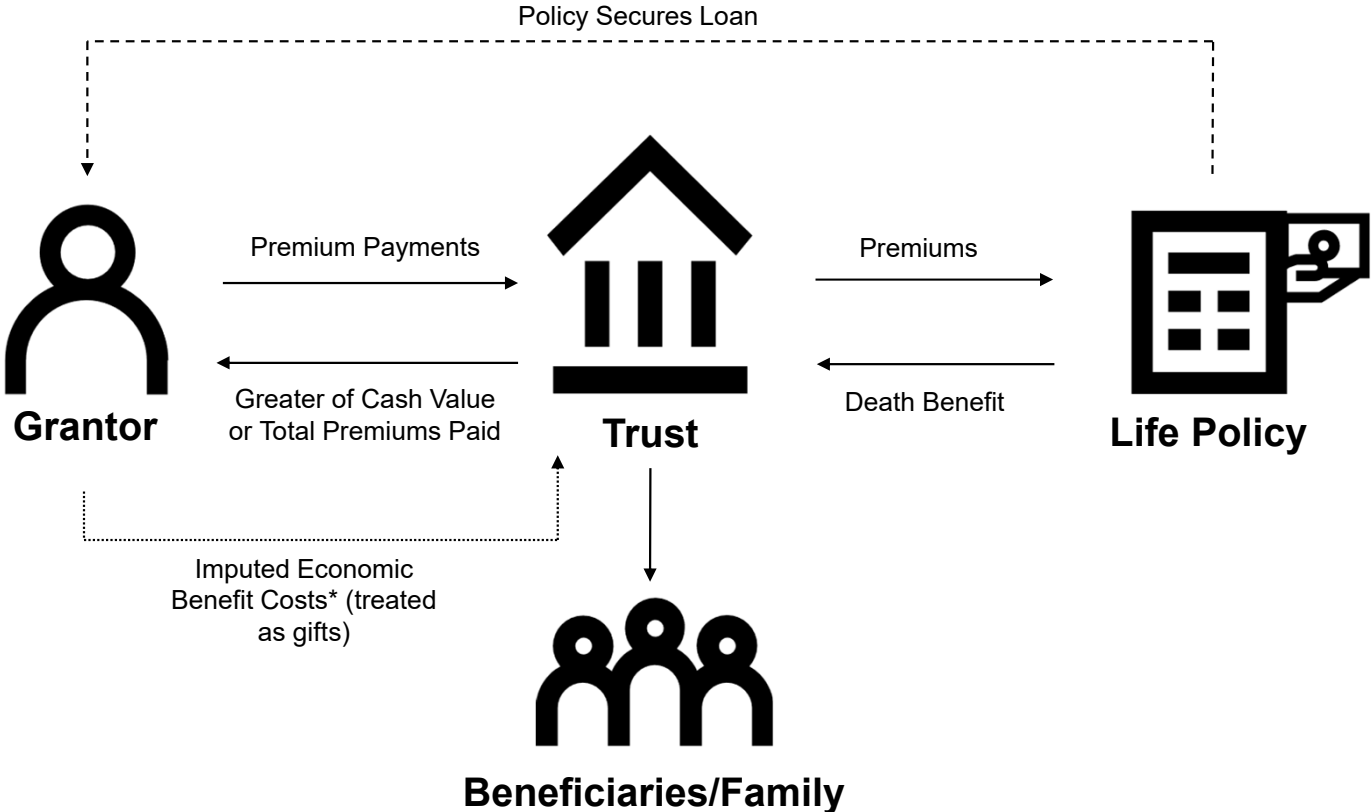 Policy Secures Loan
Premium Payments
Premiums
Greater of Cash Value
or Total Premiums Paid
Death Benefit
Grantor
Trust
Life Policy
Imputed Economic
Benefit Costs* (treated
as gifts)
Beneficiaries/Family